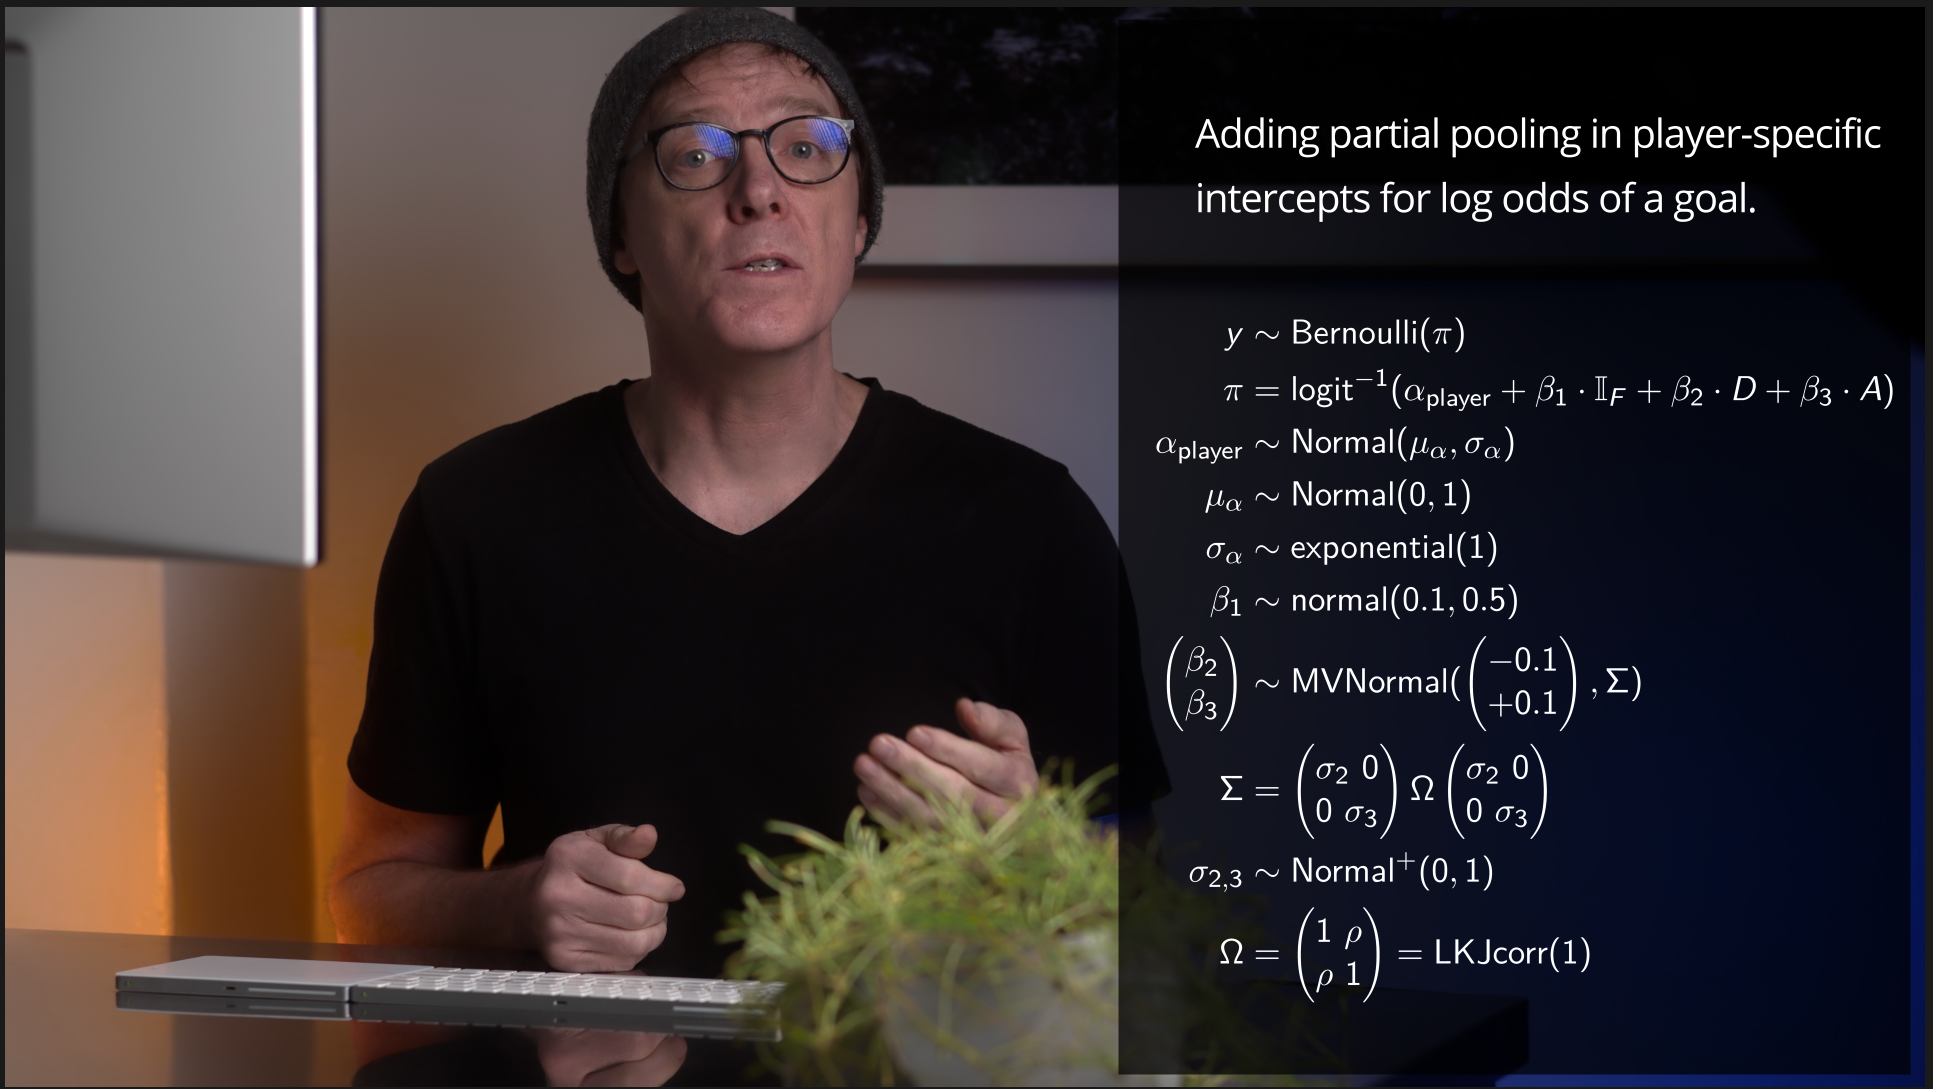 Adding partial pooling in player-specific
intercepts for log odds of a goal.
y ∼ Bernoulli(π)
π = logit⁻¹(α_player + β₁ · 𝕀_F + β₂ · D + β₃ · A)
α_player ∼ Normal(μ_α, σ_α)
μ_α ∼ Normal(0, 1)
σ_α ∼ exponential(1)
β₁ ∼ normal(0.1, 0.5)
(β₂ β₃) ∼ MVNormal((−0.1 +0.1), Σ)
Σ = (σ₂ 0 0 σ₃) Ω (σ₂ 0 0 σ₃)
σ₂,₃ ∼ Normal⁺(0, 1)
Ω = (1 ρ ρ 1) = LKJcorr(1)